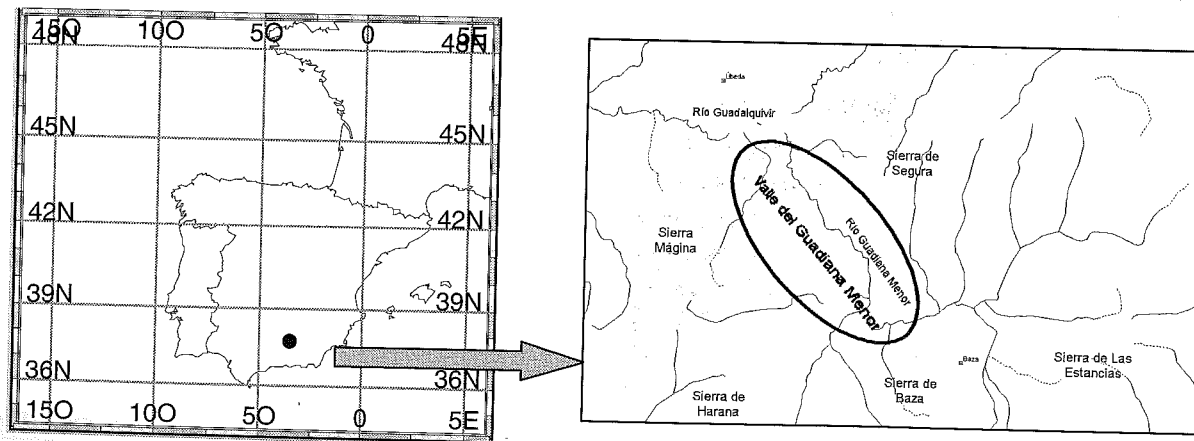 15O 10O 5O 0 5E
48N 48N
45N 45N
42N 42N
39N 39N
36N 36N
15O 10O 5O 0 5E
Úbeda
Río Guadalquivir
Sierra de
Segura
Valle del Guadiana Menor
Río Guadiana Menor
Sierra
Mágina
Baza
Sierra de Las
Estancias
Sierra de
Baza
Sierra de
Harana